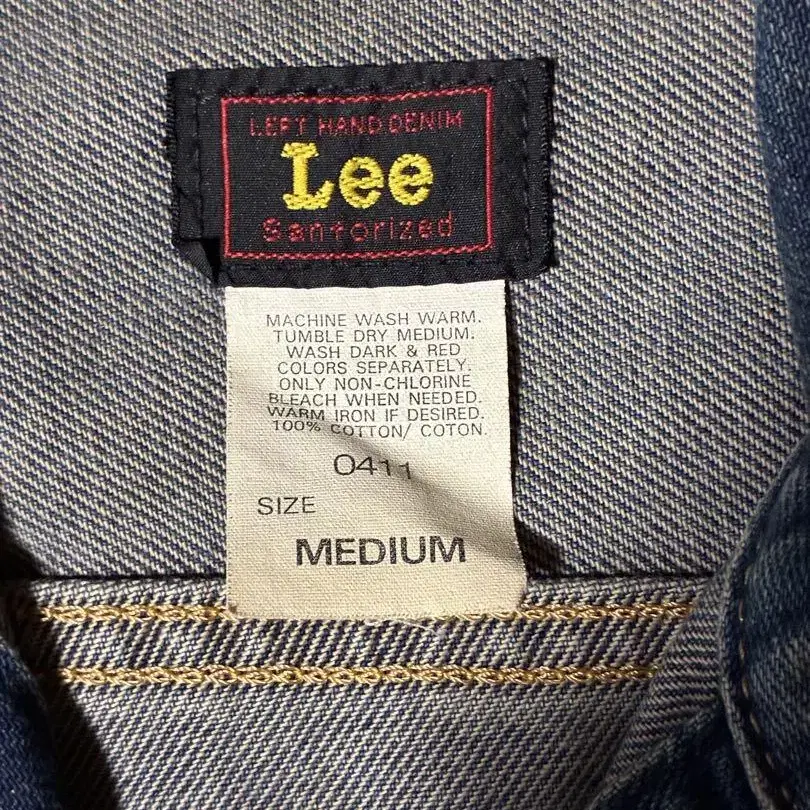 LEFT HAND DENIM
Lee
Sanforized
MACHINE WASH WARM.
TUMBLE DRY MEDIUM.
WASH DARK & RED
COLORS SEPARATELY.
ONLY NON-CHLORINE
BLEACH WHEN NEEDED.
WARM IRON IF DESIRED.
100% COTTON/ COTON.
0411
SIZE
MEDIUM